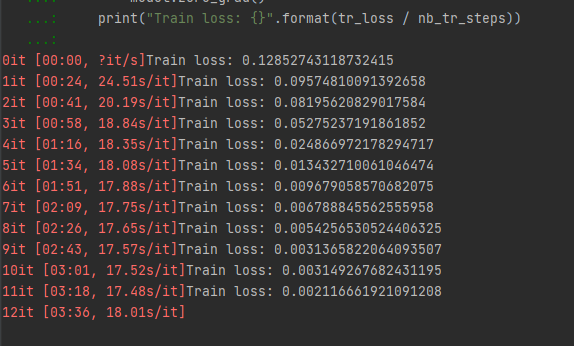 ...: model.zero_grad()
...: print("Train loss: {}".format(tr_loss / nb_tr_steps))
...:
0it [00:00, ?it/s]Train loss: 0.12852743118732415
1it [00:24, 24.51s/it]Train loss: 0.09574810091392658
2it [00:41, 20.19s/it]Train loss: 0.08195620829017584
3it [00:58, 18.84s/it]Train loss: 0.05275237191861852
4it [01:16, 18.35s/it]Train loss: 0.024866972178294717
5it [01:34, 18.08s/it]Train loss: 0.013432710061046474
6it [01:51, 17.88s/it]Train loss: 0.009679058570682075
7it [02:09, 17.75s/it]Train loss: 0.006788845562555958
8it [02:26, 17.65s/it]Train loss: 0.0054256530524406325
9it [02:43, 17.57s/it]Train loss: 0.0031365822064093507
10it [03:01, 17.52s/it]Train loss: 0.003149267682431195
11it [03:18, 17.48s/it]Train loss: 0.002116661921091208
12it [03:36, 18.01s/it]